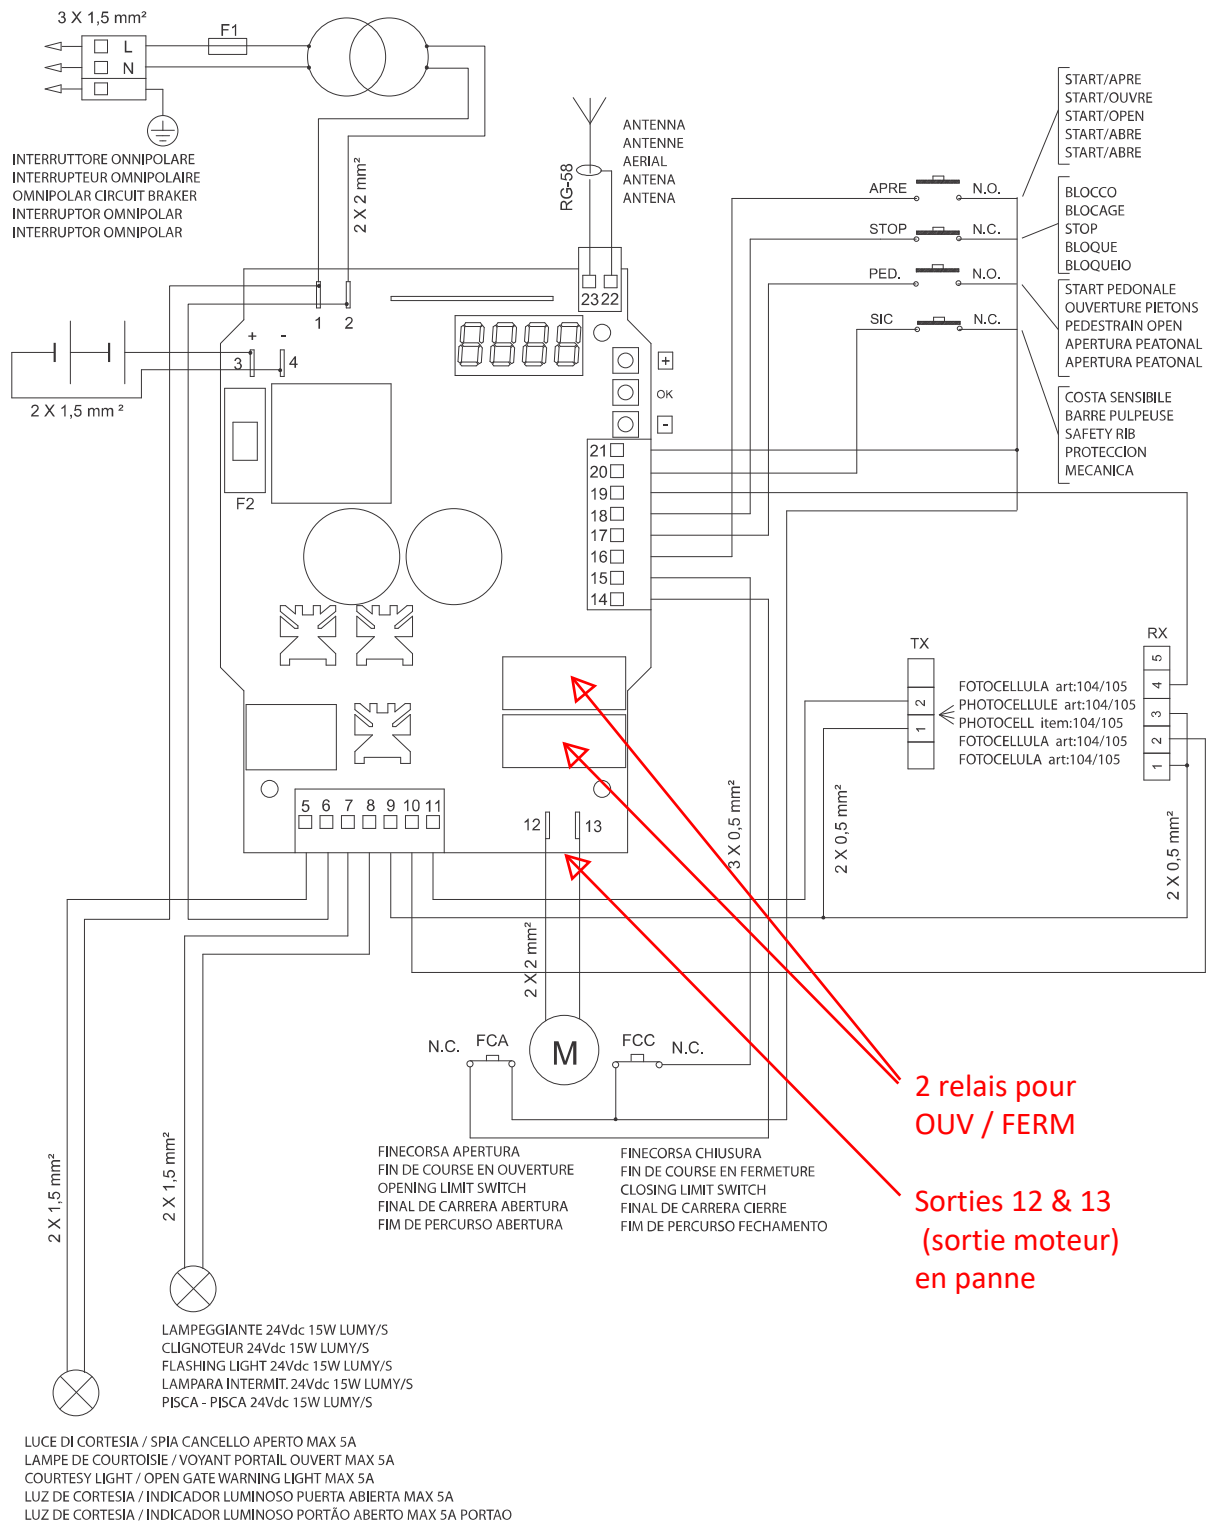 3 X 1,5 mm²
L
N
F1
INTERRUTTORE ONNIPOLARE
INTERRUPTEUR OMNIPOLAIRE
OMNIPOLAR CIRCUIT BRAKER
INTERRUPTOR OMNIPOLAR
INTERRUPTOR OMNIPOLAR
2 X 2 mm²
RG-58
ANTENNA
ANTENNE
AERIAL
ANTENA
ANTENA
START/APRE
START/OUVRE
START/OPEN
START/ABRE
START/ABRE
APRE
N.O.
STOP
N.C.
PED.
N.O.
SIC
N.C.
BLOCCO
BLOCAGE
STOP
BLOQUE
BLOQUEIO
START PEDONALE
OUVERTURE PIETONS
PEDESTRAIN OPEN
APERTURA PEATONAL
APERTURA PEATONAL
COSTA SENSIBILE
BARRE PULPEUSE
SAFETY RIB
PROTECCION
MECANICA
1
2
+
-
3
4
2 X 1,5 mm ²
F2
8888
23
22
+
OK
-
21
20
19
18
17
16
15
14
TX
2
1
RX
5
4
3
2
1
FOTOCELLULA art:104/105
PHOTOCELLULE art:104/105
PHOTOCELL item:104/105
FOTOCELLULA art:104/105
FOTOCELULA art:104/105
3 X 0,5 mm²
2 X 0,5 mm²
2 X 0,5 mm²
5
6
7
8
9
10
11
12
13
2 X 2 mm²
N.C.
FCA
M
FCC
N.C.
2 relais pour
OUV / FERM
Sorties 12 & 13
(sortie moteur)
en panne
FINECORSA APERTURA
FIN DE COURSE EN OUVERTURE
OPENING LIMIT SWITCH
FINAL DE CARRERA ABERTURA
FIM DE PERCURSO ABERTURA
FINECORSA CHIUSURA
FIN DE COURSE EN FERMETURE
CLOSING LIMIT SWITCH
FINAL DE CARRERA CIERRE
FIM DE PERCURSO FECHAMENTO
2 X 1,5 mm²
2 X 1,5 mm²
LAMPEGGIANTE 24Vdc 15W LUMY/S
CLIGNOTEUR 24Vdc 15W LUMY/S
FLASHING LIGHT 24Vdc 15W LUMY/S
LAMPARA INTERMIT. 24Vdc 15W LUMY/S
PISCA - PISCA 24Vdc 15W LUMY/S
LUCE DI CORTESIA / SPIA CANCELLO APERTO MAX 5A
LAMPE DE COURTOISIE / VOYANT PORTAIL OUVERT MAX 5A
COURTESY LIGHT / OPEN GATE WARNING LIGHT MAX 5A
LUZ DE CORTESIA / INDICADOR LUMINOSO PUERTA ABIERTA MAX 5A
LUZ DE CORTESIA / INDICADOR LUMINOSO PORTÃO ABERTO MAX 5A PORTAO